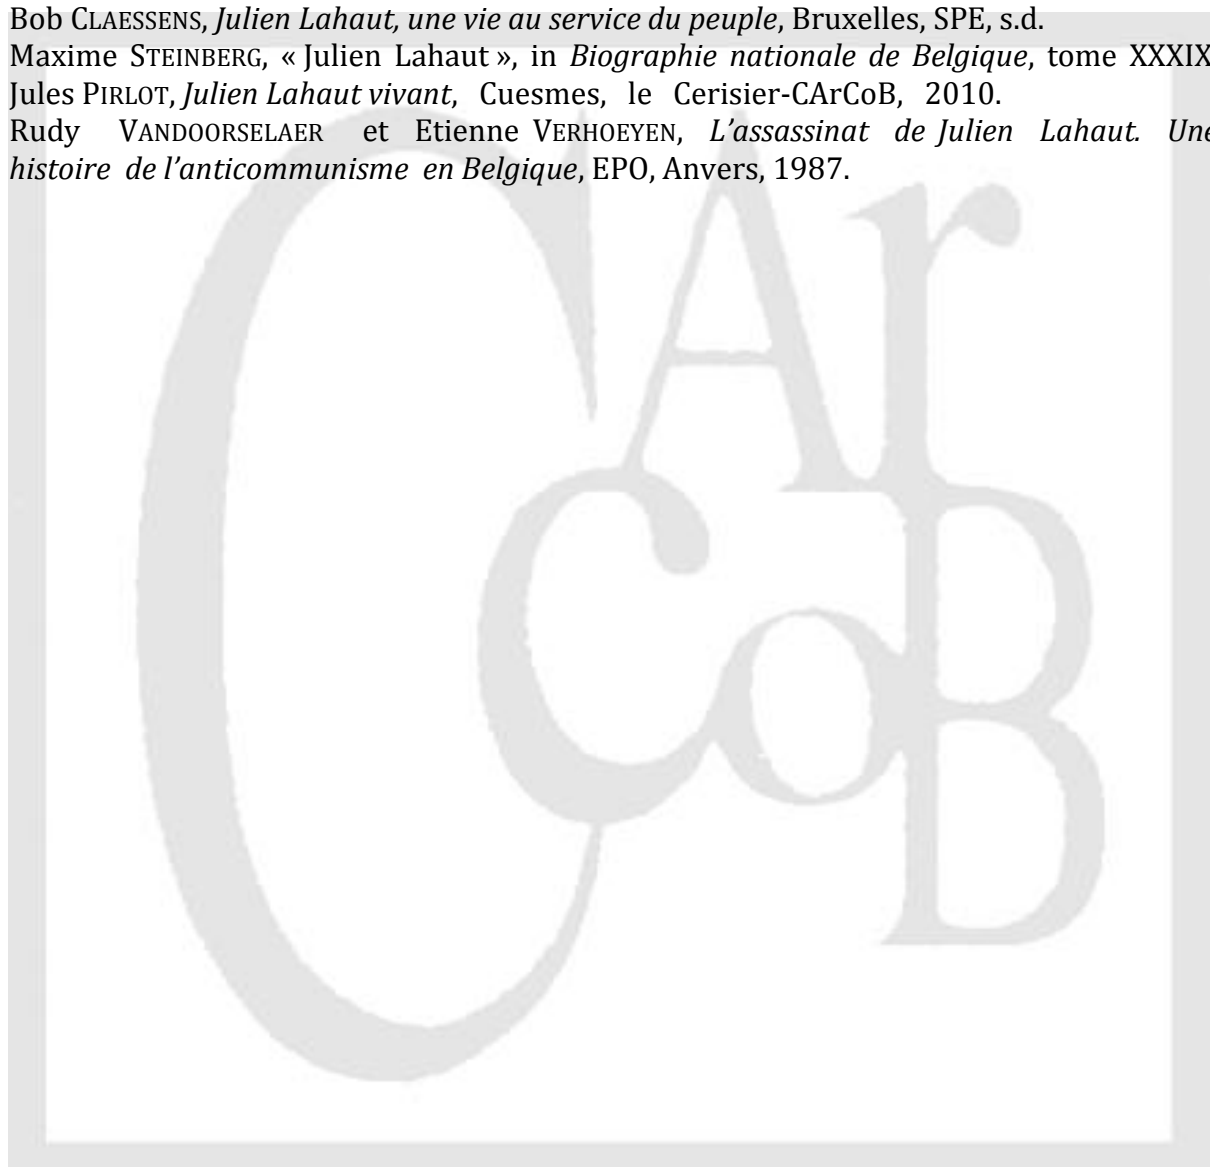 Bob CLAESSENS, Julien Lahaut, une vie au service du peuple, Bruxelles, SPE, s.d.
Maxime STEINBERG, « Julien Lahaut », in Biographie nationale de Belgique, tome XXXIX
Jules PIRLOT, Julien Lahaut vivant, Cuesmes, le Cerisier-CArCoB, 2010.
Rudy VANDOORSELAER et Etienne VERHOEYEN, L’assassinat de Julien Lahaut. Une
histoire de l’anticommunisme en Belgique, EPO, Anvers, 1987.
CArCoB